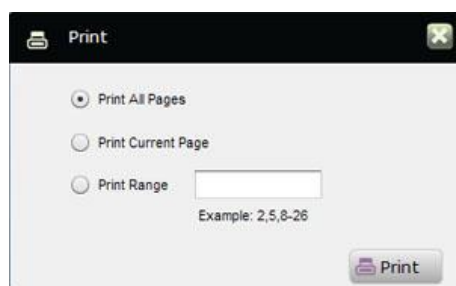 Print
Print All Pages
Print Current Page
Print Range
Example: 2,5,8-26
Print